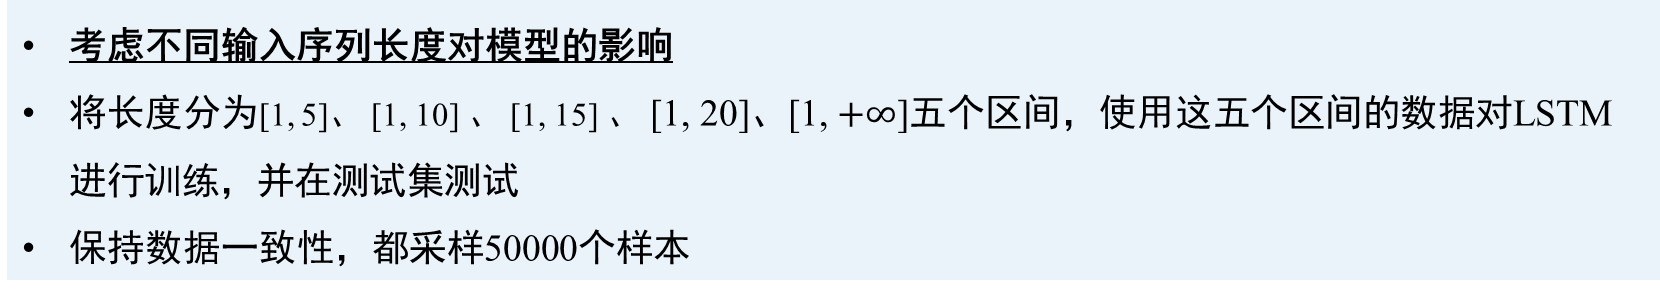 • 考虑不同输入序列长度对模型的影响
• 将长度分为[1, 5]、 [1, 10] 、 [1, 15] 、 [1, 20]、[1, +∞]五个区间，使用这五个区间的数据对LSTM
进行训练，并在测试集测试
• 保持数据一致性，都采样50000个样本